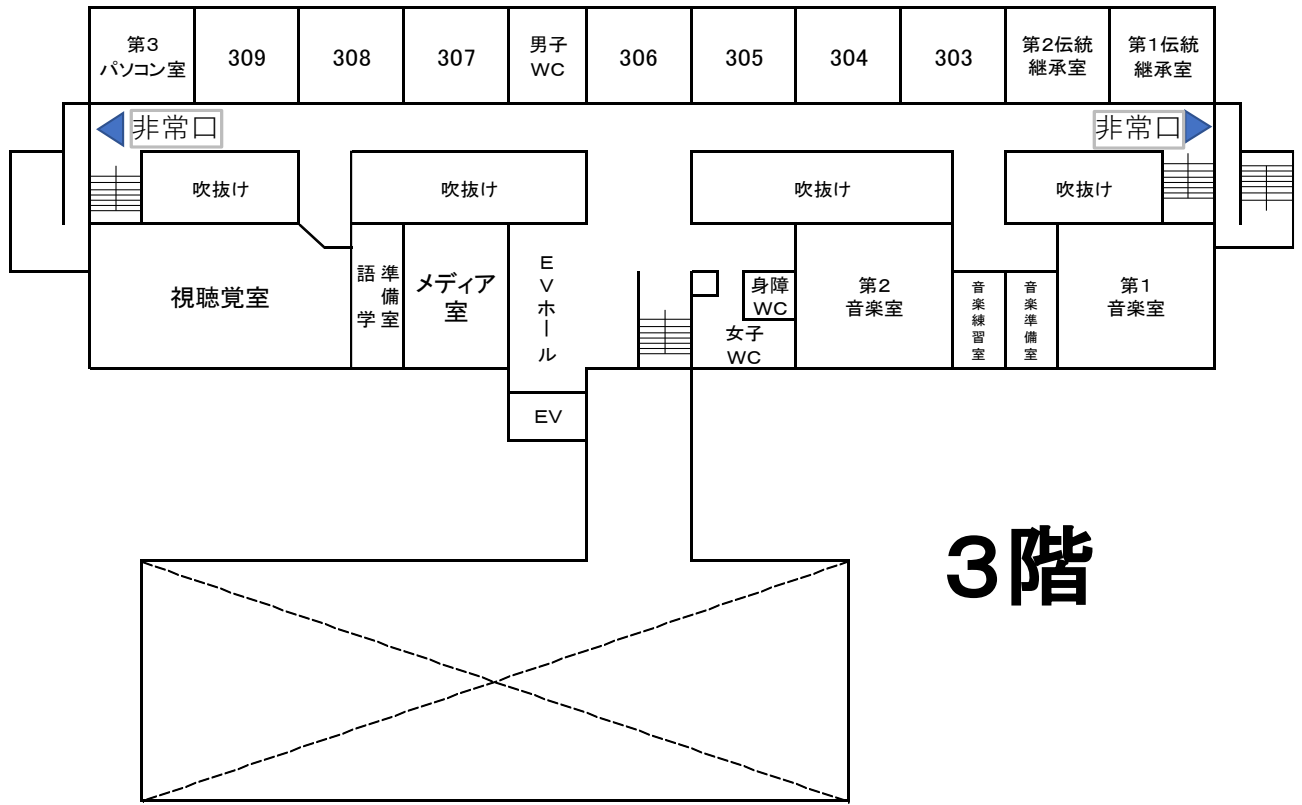 第3
パソコン室
309
308
307
男子
WC
306
305
304
303
第2伝統
継承室
第1伝統
継承室
非常口
非常口
吹抜け
吹抜け
吹抜け
吹抜け
視聴覚室
語学
準備室
メディア
室
EVホール
身障
WC
女子
WC
第2
音楽室
音楽練習室
音楽準備室
第1
音楽室
EV
3階